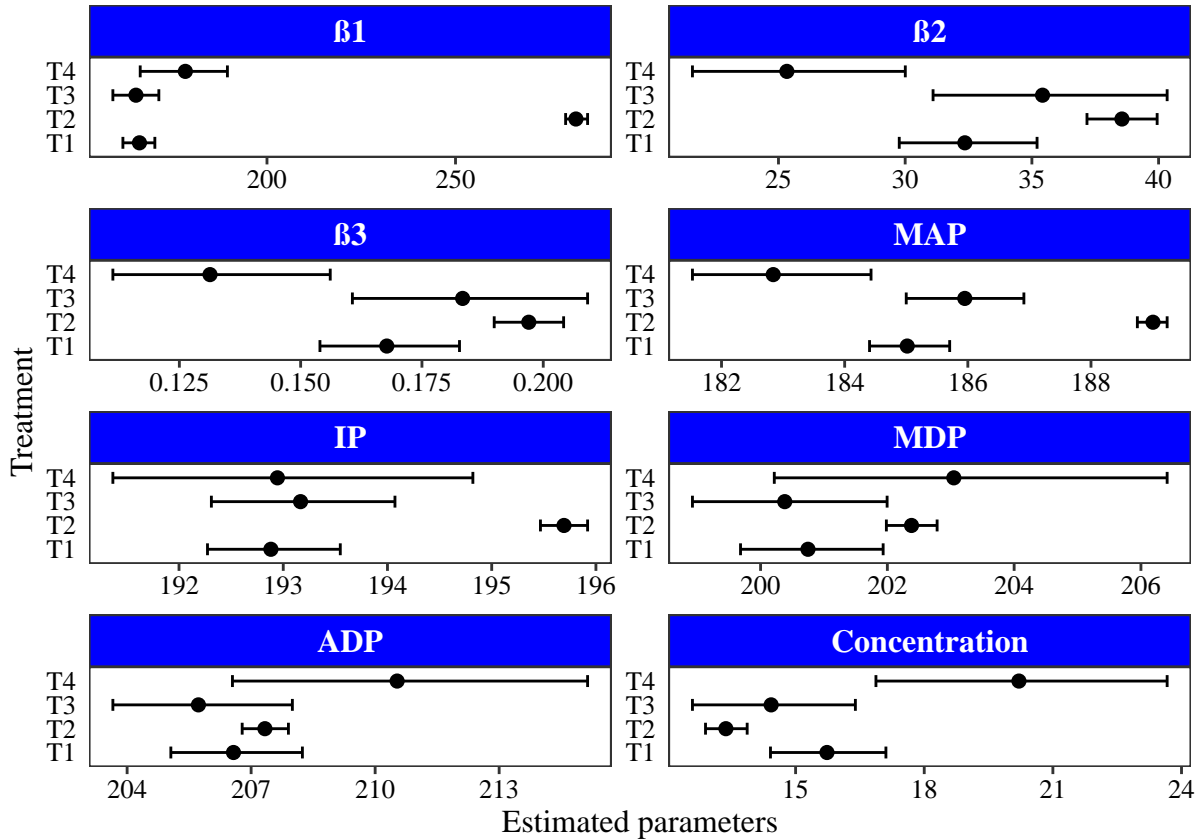 ß1
ß2
T4
T3
T2
T1
200 250
T4
T3
T2
T1
25 30 35 40
ß3
MAP
T4
T3
T2
T1
0.125 0.150 0.175 0.200
T4
T3
T2
T1
182 184 186 188
Treatment
IP
MDP
T4
T3
T2
T1
192 193 194 195 196
T4
T3
T2
T1
200 202 204 206
ADP
Concentration
T4
T3
T2
T1
204 207 210 213
T4
T3
T2
T1
15 18 21 24
Estimated parameters